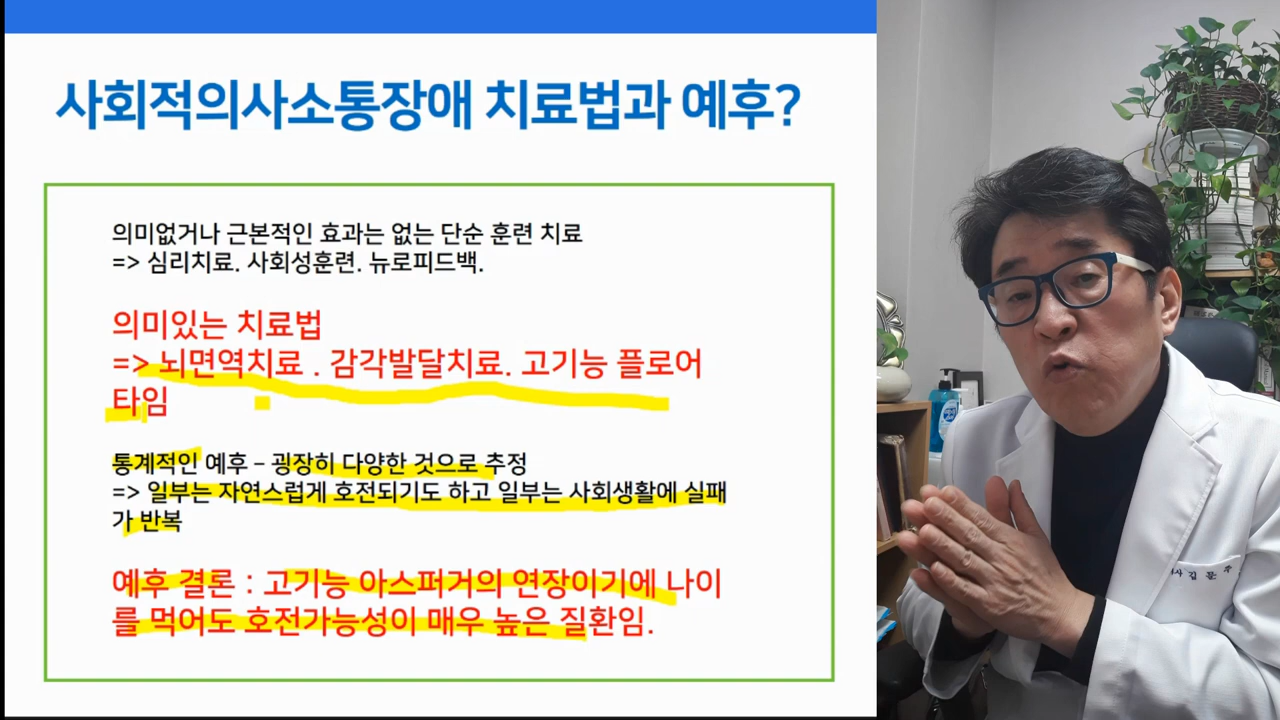 사회적의사소통장애 치료법과 예후?
의미없거나 근본적인 효과는 없는 단순 훈련 치료
=> 심리치료. 사회성훈련. 뉴로피드백.
의미있는 치료법
=> 뇌면역치료 . 감각발달치료. 고기능 플로어
타임
통계적인 예후 – 굉장히 다양한 것으로 추정
=> 일부는 자연스럽게 호전되기도 하고 일부는 사회생활에 실패
가 반복
예후 결론 : 고기능 아스퍼거의 연장이기에 나이
를 먹어도 호전가능성이 매우 높은 질환임.